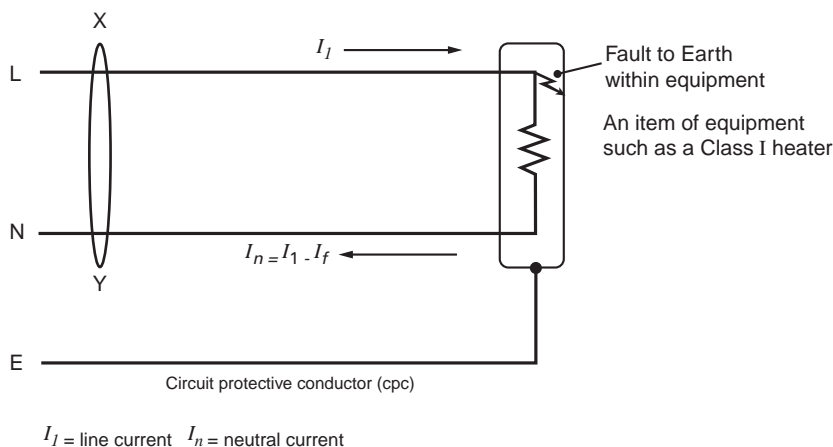 X
I1
L
Fault to Earth
within equipment
An item of equipment
such as a Class I heater
N
In = I1 - If
Y
E
Circuit protective conductor (cpc)
I1 = line current In = neutral current